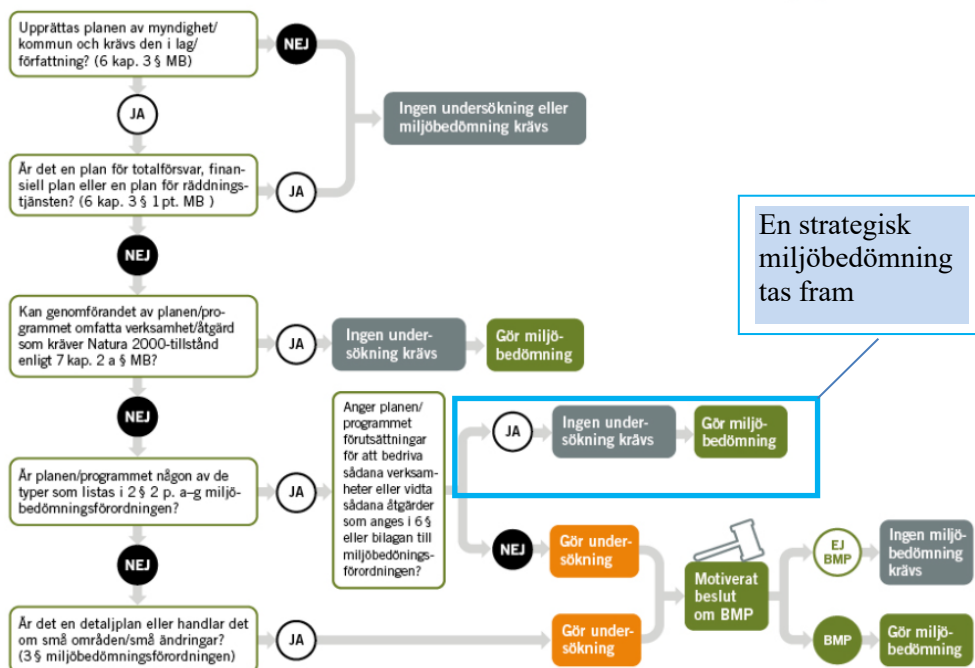 Upprättas planen av myndighet/
kommun och krävs den i lag/
författning? (6 kap. 3 § MB)
NEJ
JA
Ingen undersökning eller
miljöbedömning krävs
Är det en plan för totalförsvar, finan-
siell plan eller en plan för räddnings-
tjänsten? (6 kap. 3 § 1 pt. MB )
JA
NEJ
En strategisk
miljöbedömning
tas fram
Kan genomförandet av planen/pro-
grammet omfatta verksamhet/åtgärd
som kräver Natura 2000-tillstånd
enligt 7 kap. 2 a § MB?
JA
Ingen under-
sökning krävs
Gör miljö-
bedömning
NEJ
Är planen/programmet någon av de
typer som listas i 2 § 2 p. a–g miljö-
bedömningsförordningen?
JA
Anger planen/
programmet
förutsättningar
för att bedriva
sådana verksam-
heter eller vidta
sådana åtgärder
som anges i 6 §
eller bilagan till
miljöbedönings-
förordningen?
JA
Ingen under-
sökning krävs
Gör miljö-
bedömning
NEJ
Gör under-
sökning
Motiverat
beslut
om BMP
EJ
BMP
Ingen miljö-
bedömning
krävs
BMP
Gör miljö-
bedömning
NEJ
Är det en detaljplan eller handlar det
om små områden/små ändringar?
(3 § miljöbedömningsförordningen)
JA
Gör under-
sökning